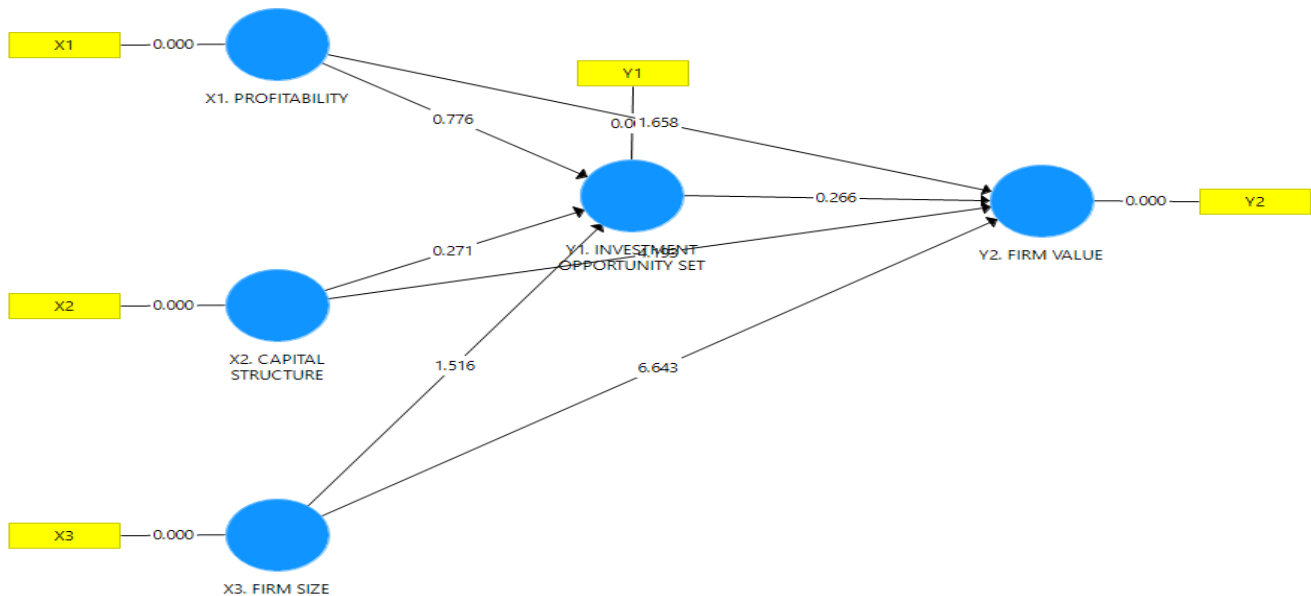 X1
0.000
X1. PROFITABILITY
Y1
0.776
1.658
0.266
0.000
Y2
Y2. FIRM VALUE
0.271
Y1. INVESTMENT
OPPORTUNITY SET
X2
0.000
X2. CAPITAL
STRUCTURE
1.516
6.643
X3
0.000
X3. FIRM SIZE